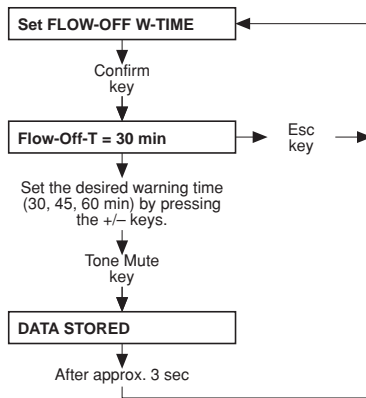 Set FLOW-OFF W-TIME
Confirm
key
Flow-Off-T = 30 min
Esc
key
Set the desired warning time
(30, 45, 60 min) by pressing
the +/– keys.
Tone Mute
key
DATA STORED
After approx. 3 sec